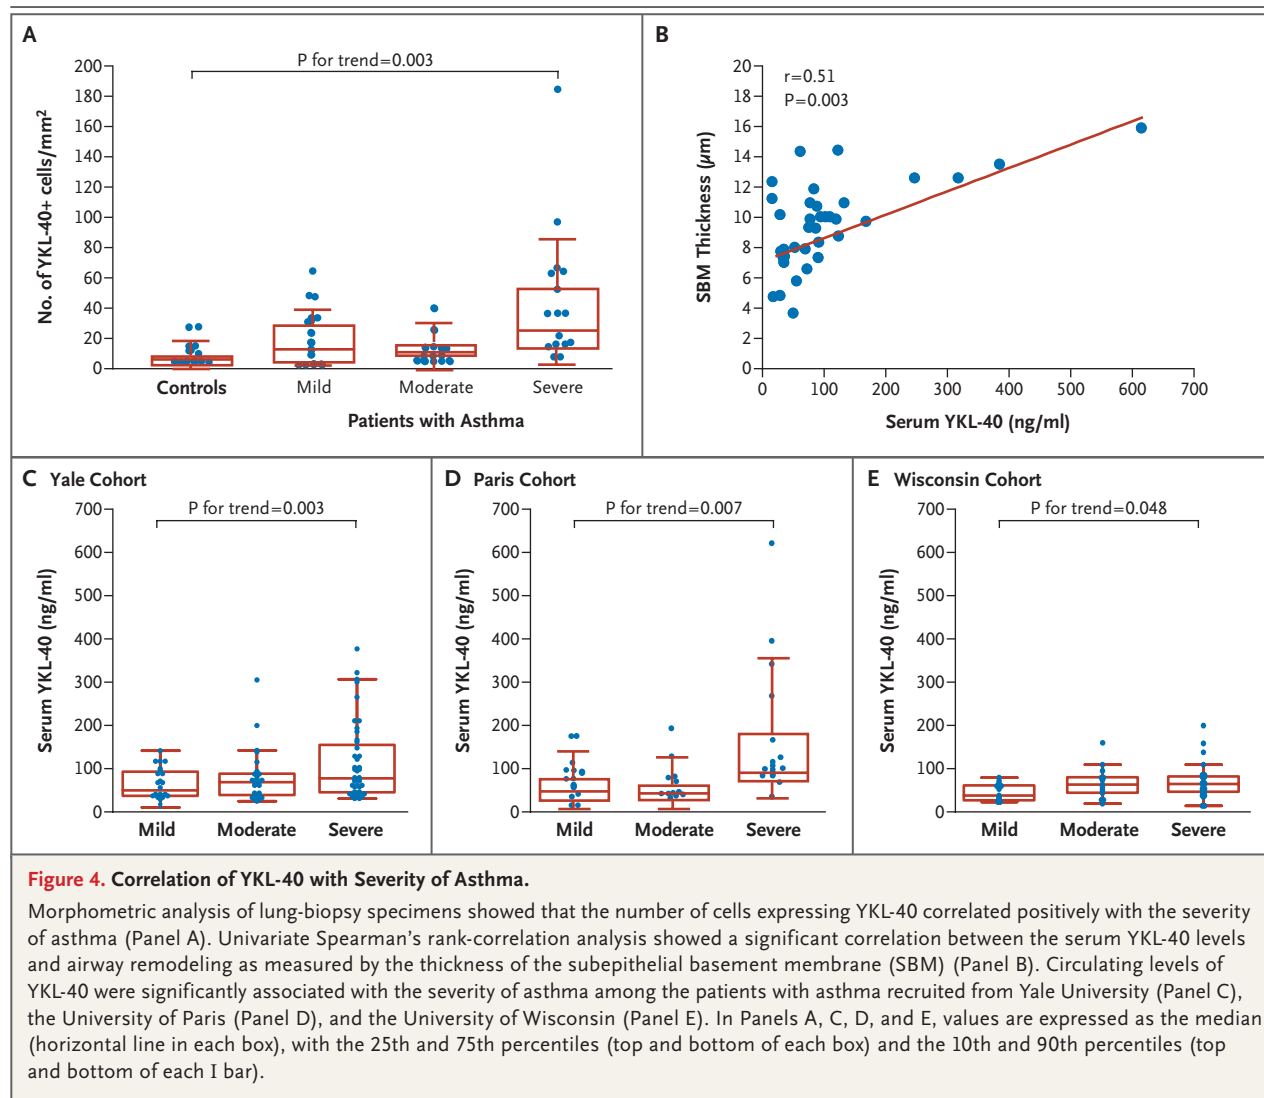 A
P for trend=0.003
No. of YKL-40+ cells/mm²
200
180
160
140
120
100
80
60
40
20
0
Controls Mild Moderate Severe
Patients with Asthma
B
r=0.51
P=0.003
SBM Thickness (µm)
20
18
16
14
12
10
8
6
4
2
0
0 100 200 300 400 500 600 700
Serum YKL-40 (ng/ml)
C Yale Cohort
P for trend=0.003
Serum YKL-40 (ng/ml)
700
600
500
400
300
200
100
0
Mild Moderate Severe
D Paris Cohort
P for trend=0.007
Serum YKL-40 (ng/ml)
700
600
500
400
300
200
100
0
Mild Moderate Severe
E Wisconsin Cohort
P for trend=0.048
Serum YKL-40 (ng/ml)
700
600
500
400
300
200
100
0
Mild Moderate Severe
Figure 4. Correlation of YKL-40 with Severity of Asthma.
Morphometric analysis of lung-biopsy specimens showed that the number of cells expressing YKL-40 correlated positively with the severity
of asthma (Panel A). Univariate Spearman's rank-correlation analysis showed a significant correlation between the serum YKL-40 levels
and airway remodeling as measured by the thickness of the subepithelial basement membrane (SBM) (Panel B). Circulating levels of
YKL-40 were significantly associated with the severity of asthma among the patients with asthma recruited from Yale University (Panel C),
the University of Paris (Panel D), and the University of Wisconsin (Panel E). In Panels A, C, D, and E, values are expressed as the median
(horizontal line in each box), with the 25th and 75th percentiles (top and bottom of each box) and the 10th and 90th percentiles (top
and bottom of each I bar).